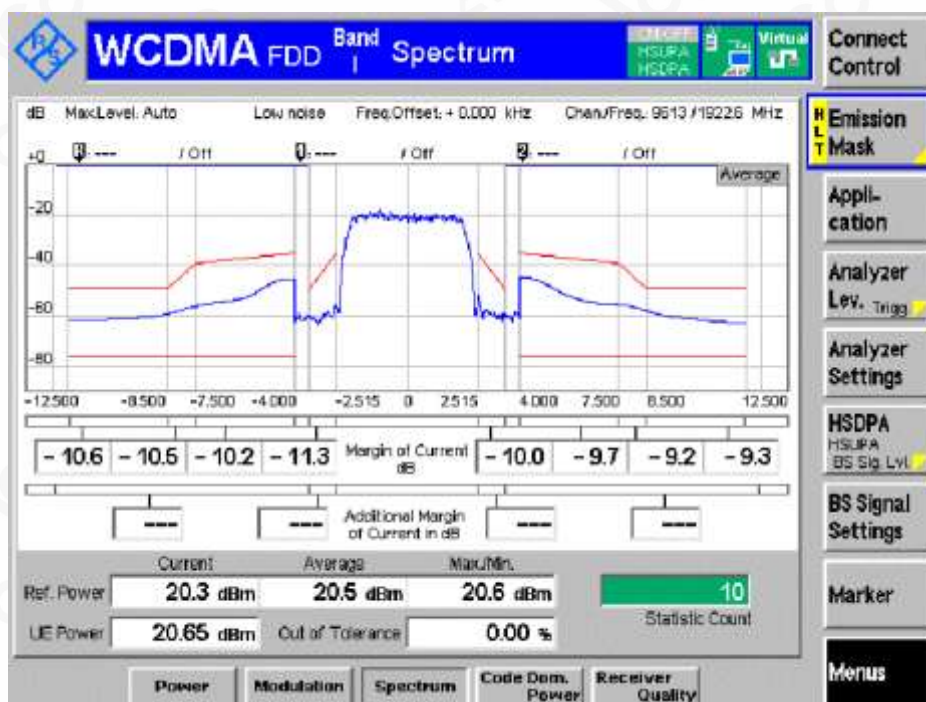 WCDMA FDD Band I Spectrum
HSUPA
HSDPA
Virtual
Connect Control
dB Max.Level: Auto Low noise Freq.Offset: + 0.000 kHz Chan./Freq.: 9613 / 1922.6 MHz
HLT Emission Mask
--- / Off --- / Off 2 --- / Off
+0
Average
-20
-40
-60
-80
Appli-cation
Analyzer Lev. Trigg
Analyzer Settings
-12.500 -8.500 -7.500 -4.000 -2.515 0 2.515 4.000 7.500 8.500 12.500
HSDPA HSUPA BS Sig. Lvl.
- 10.6 - 10.5 - 10.2 - 11.3 Margin of Current dB - 10.0 - 9.7 - 9.2 - 9.3
BS Signal Settings
--- --- Additional Margin of Current in dB --- ---
Current Average Max./Min.
Ref. Power 20.3 dBm 20.5 dBm 20.6 dBm 10
Statistic Count
Marker
UE Power 20.65 dBm Out of Tolerance 0.00 %
Power Modulation Spectrum Code Dom. Power Receiver Quality
Menus